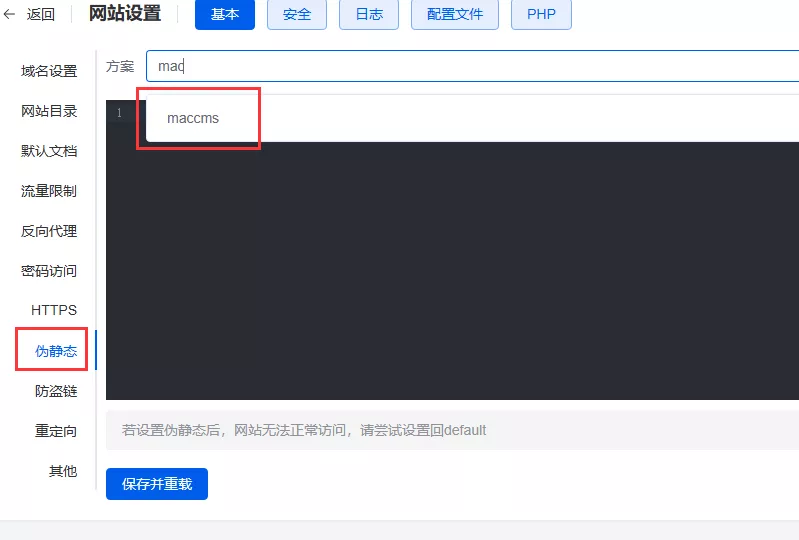 ← 返回 网站设置 基本 安全 日志 配置文件 PHP
域名设置
网站目录
默认文档
流量限制
反向代理
密码访问
HTTPS
伪静态
防盗链
重定向
其他
方案 mac
maccms
1
若设置伪静态后，网站无法正常访问，请尝试设置回default
保存并重载